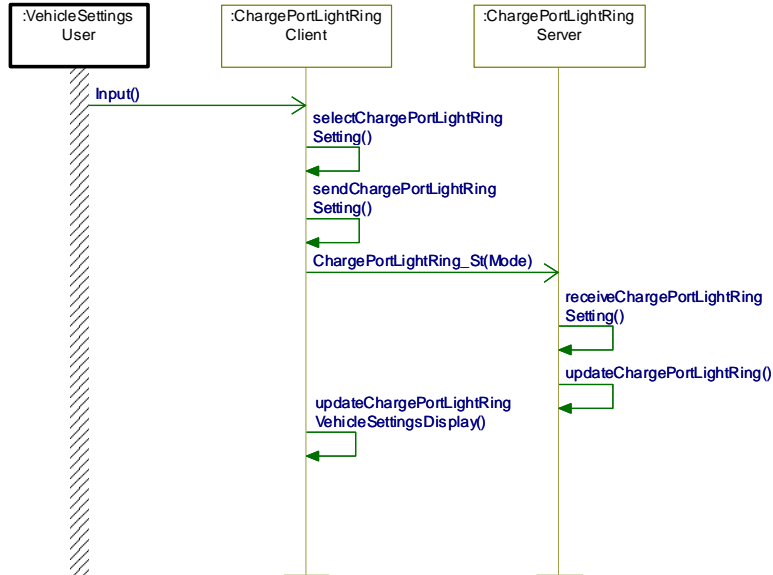 :VehicleSettings
User
:ChargePortLightRing
Client
:ChargePortLightRing
Server
Input()
selectChargePortLightRing
Setting()
sendChargePortLightRing
Setting()
ChargePortLightRing_St(Mode)
receiveChargePortLightRing
Setting()
updateChargePortLightRing()
updateChargePortLightRing
VehicleSettingsDisplay()